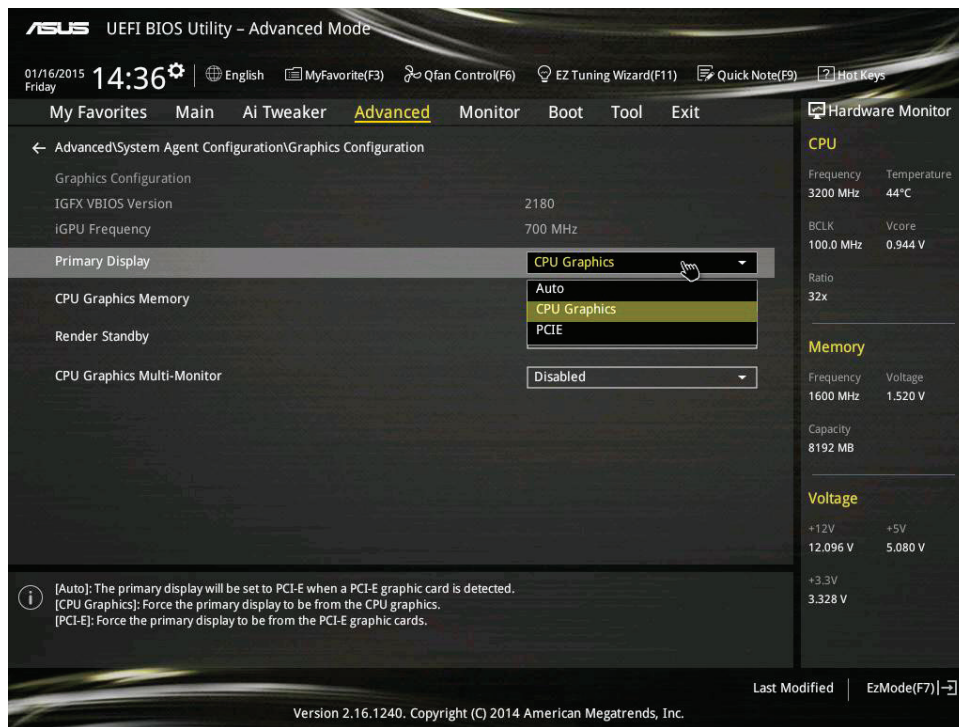 ASUS UEFI BIOS Utility – Advanced Mode
01/16/2015 Friday 14:36 English MyFavorite(F3) Qfan Control(F6) EZ Tuning Wizard(F11) Quick Note(F9) ? Hot Keys
My Favorites Main Ai Tweaker Advanced Monitor Boot Tool Exit
← Advanced\System Agent Configuration\Graphics Configuration
Graphics Configuration
IGFX VBIOS Version 2180
iGPU Frequency 700 MHz
Primary Display CPU Graphics
Auto
CPU Graphics
PCIE
CPU Graphics Memory
Render Standby
CPU Graphics Multi-Monitor Disabled
[Auto]: The primary display will be set to PCI-E when a PCI-E graphic card is detected.
[CPU Graphics]: Force the primary display to be from the CPU graphics.
[PCI-E]: Force the primary display to be from the PCI-E graphic cards.
Hardware Monitor
CPU
Frequency Temperature
3200 MHz 44°C
BCLK Vcore
100.0 MHz 0.944 V
Ratio
32x
Memory
Frequency Voltage
1600 MHz 1.520 V
Capacity
8192 MB
Voltage
+12V +5V
12.096 V 5.080 V
+3.3V
3.328 V
Last Modified EzMode(F7)
Version 2.16.1240. Copyright (C) 2014 American Megatrends, Inc.